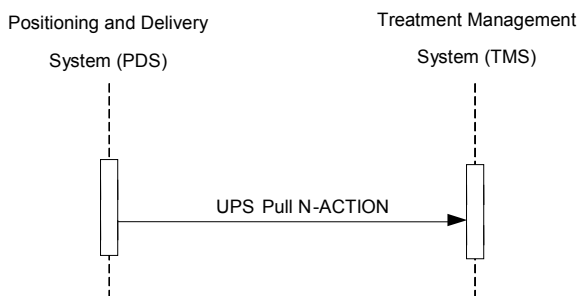 Positioning and Delivery
System (PDS)
Treatment Management
System (TMS)
UPS Pull N-ACTION